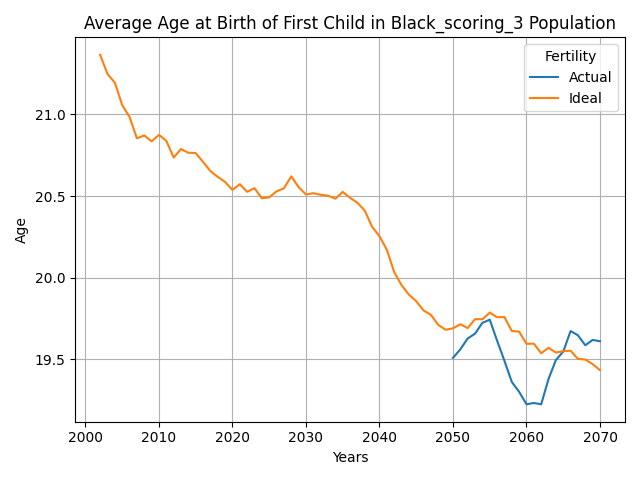 Average Age at Birth of First Child in Black_scoring_3 Population
Fertility
Actual
Ideal
21.0
20.5
20.0
19.5
Age
2000 2010 2020 2030 2040 2050 2060 2070
Years